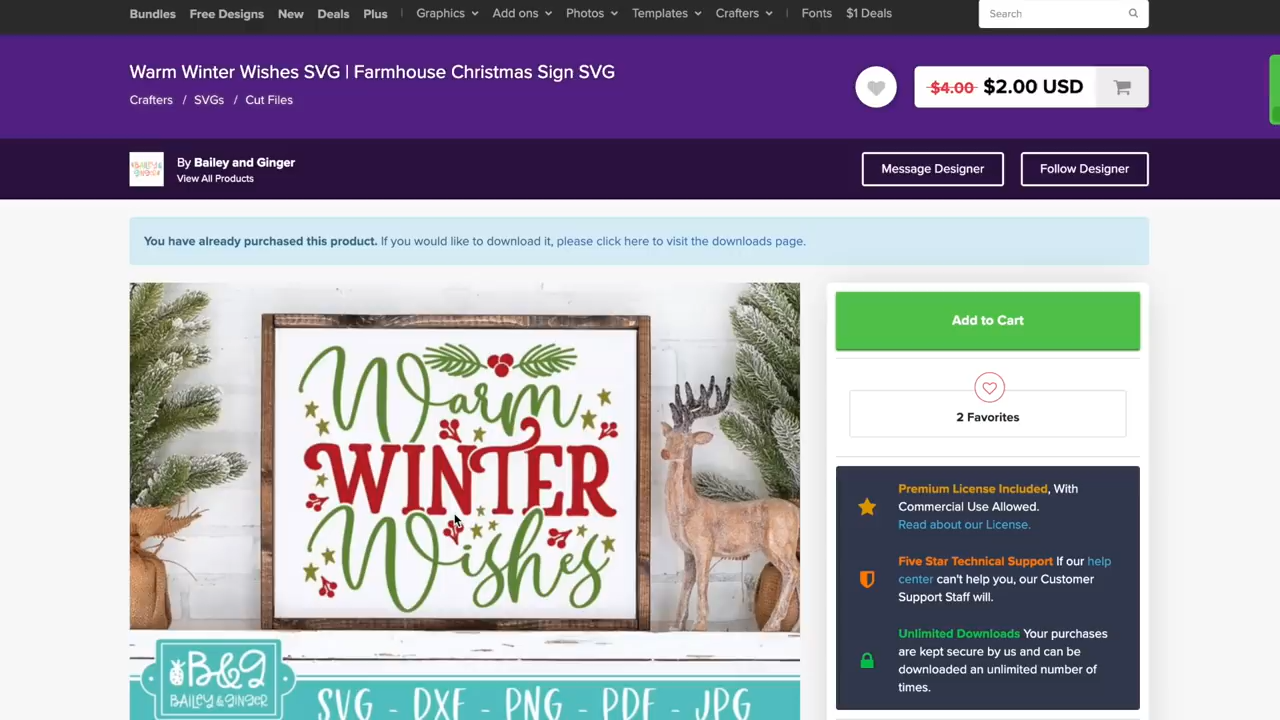 Bundles Free Designs New Deals Plus | Graphics Add ons Photos Templates Crafters | Fonts $1 Deals Search
Warm Winter Wishes SVG | Farmhouse Christmas Sign SVG
$4.00 $2.00 USD
Crafters / SVGs / Cut Files
By Bailey and Ginger
View All Products
Message Designer
Follow Designer
You have already purchased this product. If you would like to download it, please click here to visit the downloads page.
Warm
WINTER
Wishes
B&G
BAILEY&GINGER
SVG - DXF - PNG - PDF - JPG
Add to Cart
2 Favorites
Premium License Included, With
Commercial Use Allowed.
Read about our License.
Five Star Technical Support If our help
center can't help you, our Customer
Support Staff will.
Unlimited Downloads Your purchases
are kept secure by us and can be
downloaded an unlimited number of
times.